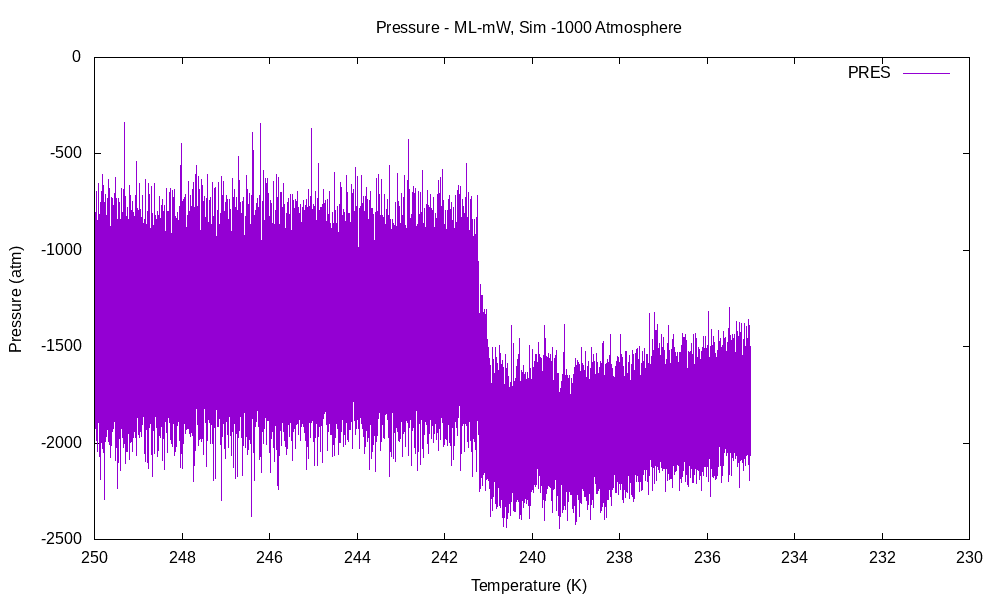 Pressure - ML-mW, Sim -1000 Atmosphere
PRES
0
-500
-1000
-1500
-2000
-2500
Pressure (atm)
250 248 246 244 242 240 238 236 234 232 230
Temperature (K)